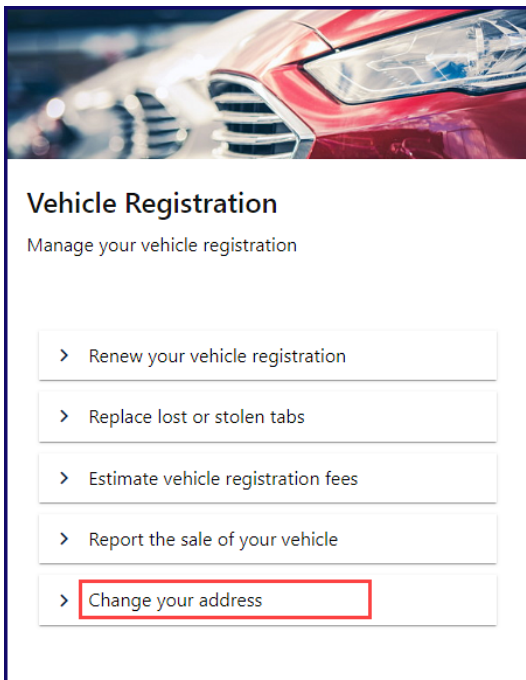 Vehicle Registration
Manage your vehicle registration
Renew your vehicle registration
Replace lost or stolen tabs
Estimate vehicle registration fees
Report the sale of your vehicle
Change your address